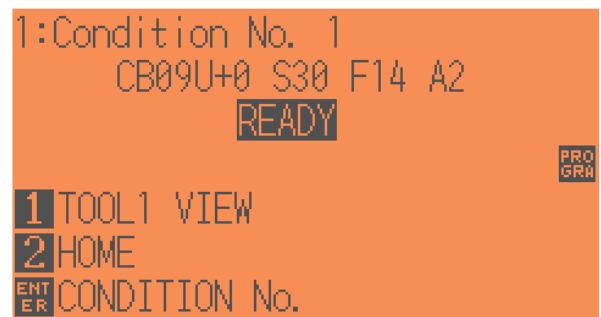 1:Condition No. 1
CB09U+0 S30 F14 A2
READY
PRO
GRA
1 TOOL1 VIEW
2 HOME
ENT
ER CONDITION No.